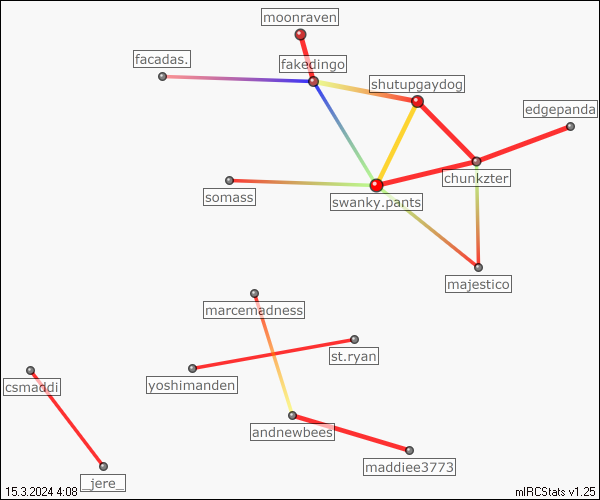 moonraven
facadas.
fakedingo
shutupgaydog
edgepanda
chunkzter
somass
swanky.pants
majestico
marcemadness
st.ryan
csmaddi
yoshimanden
andnewbees
maddiee3773
_jere_
15.3.2024 4:08
mIRCStats v1.25